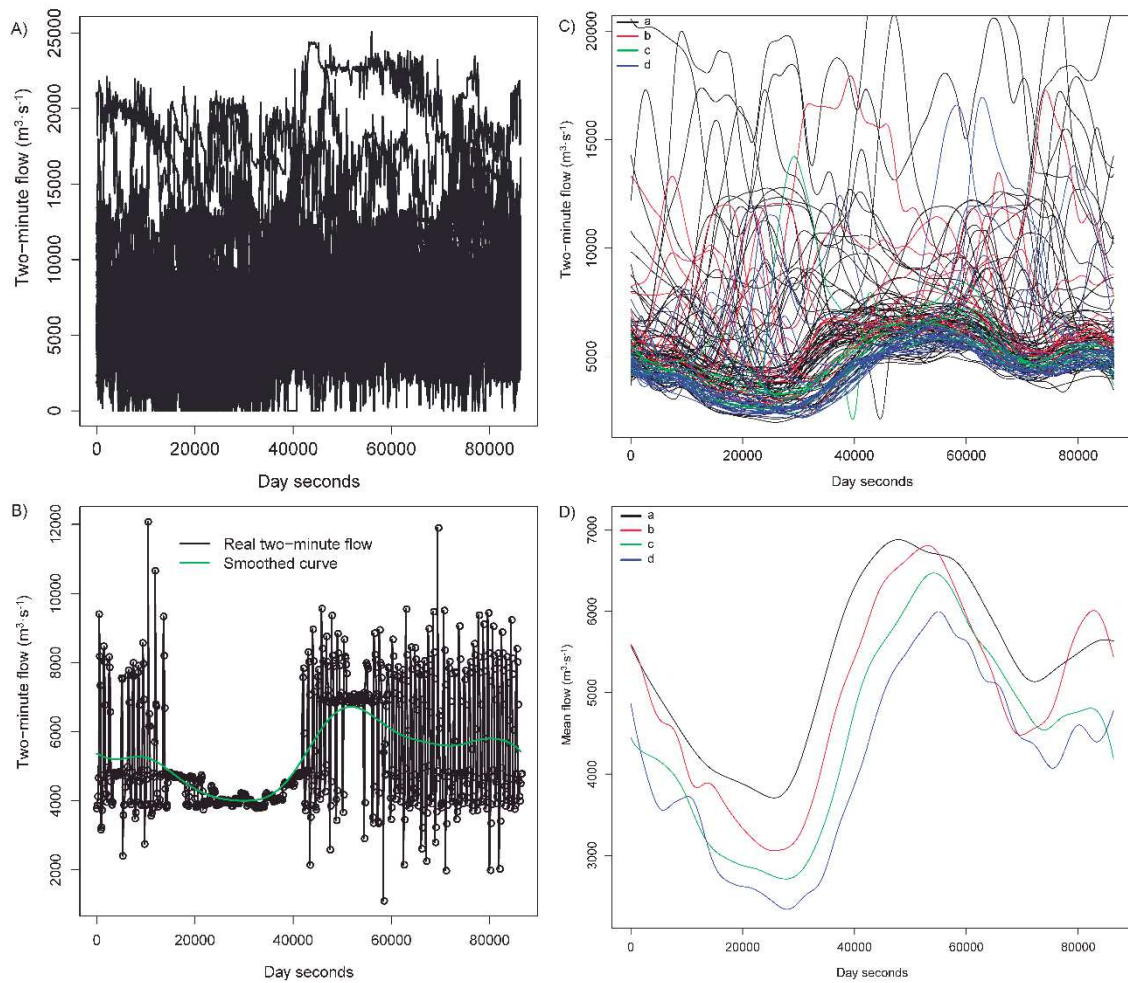 A)
Two−minute flow (m³·s⁻¹)
25000
20000
15000
10000
5000
0
0 20000 40000 60000 80000
Day seconds
C)
a
b
c
d
Two−minute flow (m³·s⁻¹)
20000
15000
10000
5000
0 20000 40000 60000 80000
Day seconds
B)
Real two−minute flow
Smoothed curve
Two−minute flow (m³·s⁻¹)
12000
10000
8000
6000
4000
2000
0 20000 40000 60000 80000
Day seconds
D)
a
b
c
d
Mean flow (m³·s⁻¹)
7000
6000
5000
4000
3000
0 20000 40000 60000 80000
Day seconds